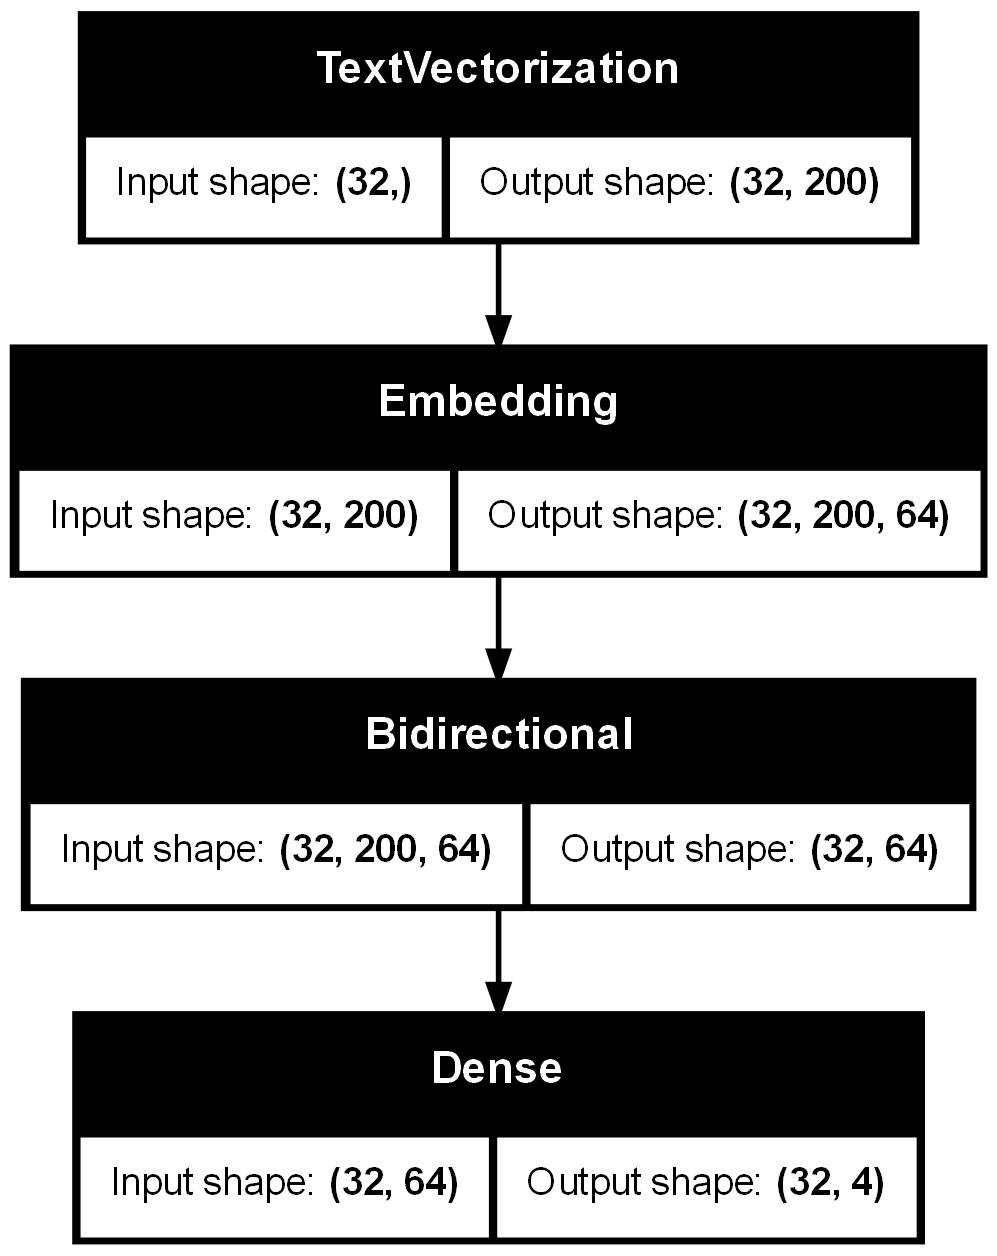 TextVectorization
Input shape: (32,)
Output shape: (32, 200)
Embedding
Input shape: (32, 200)
Output shape: (32, 200, 64)
Bidirectional
Input shape: (32, 200, 64)
Output shape: (32, 64)
Dense
Input shape: (32, 64)
Output shape: (32, 4)